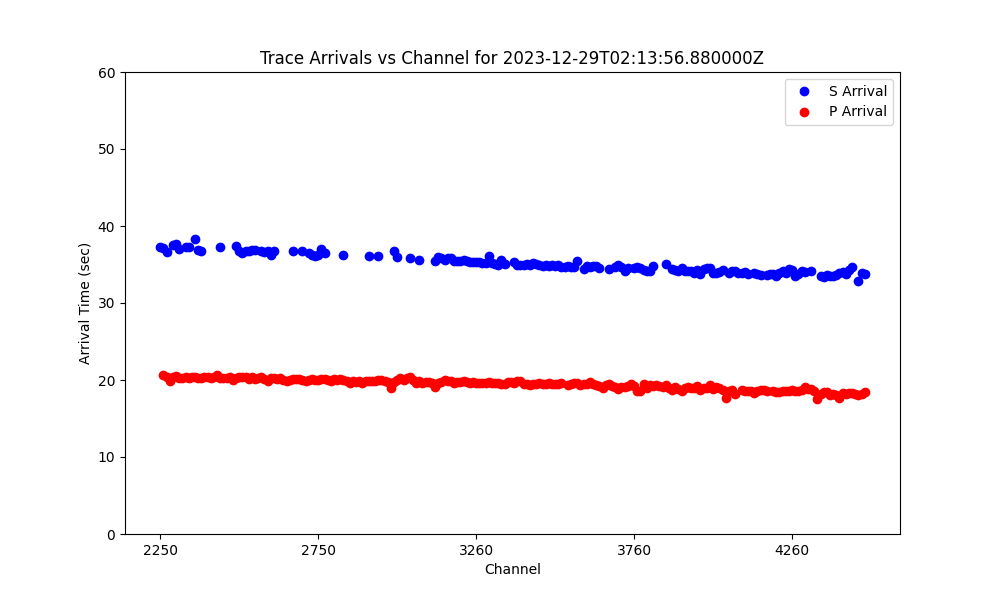 Trace Arrivals vs Channel for 2023-12-29T02:13:56.880000Z
S Arrival
P Arrival
60
50
40
30
20
10
0
Arrival Time (sec)
2250 2750 3260 3760 4260
Channel